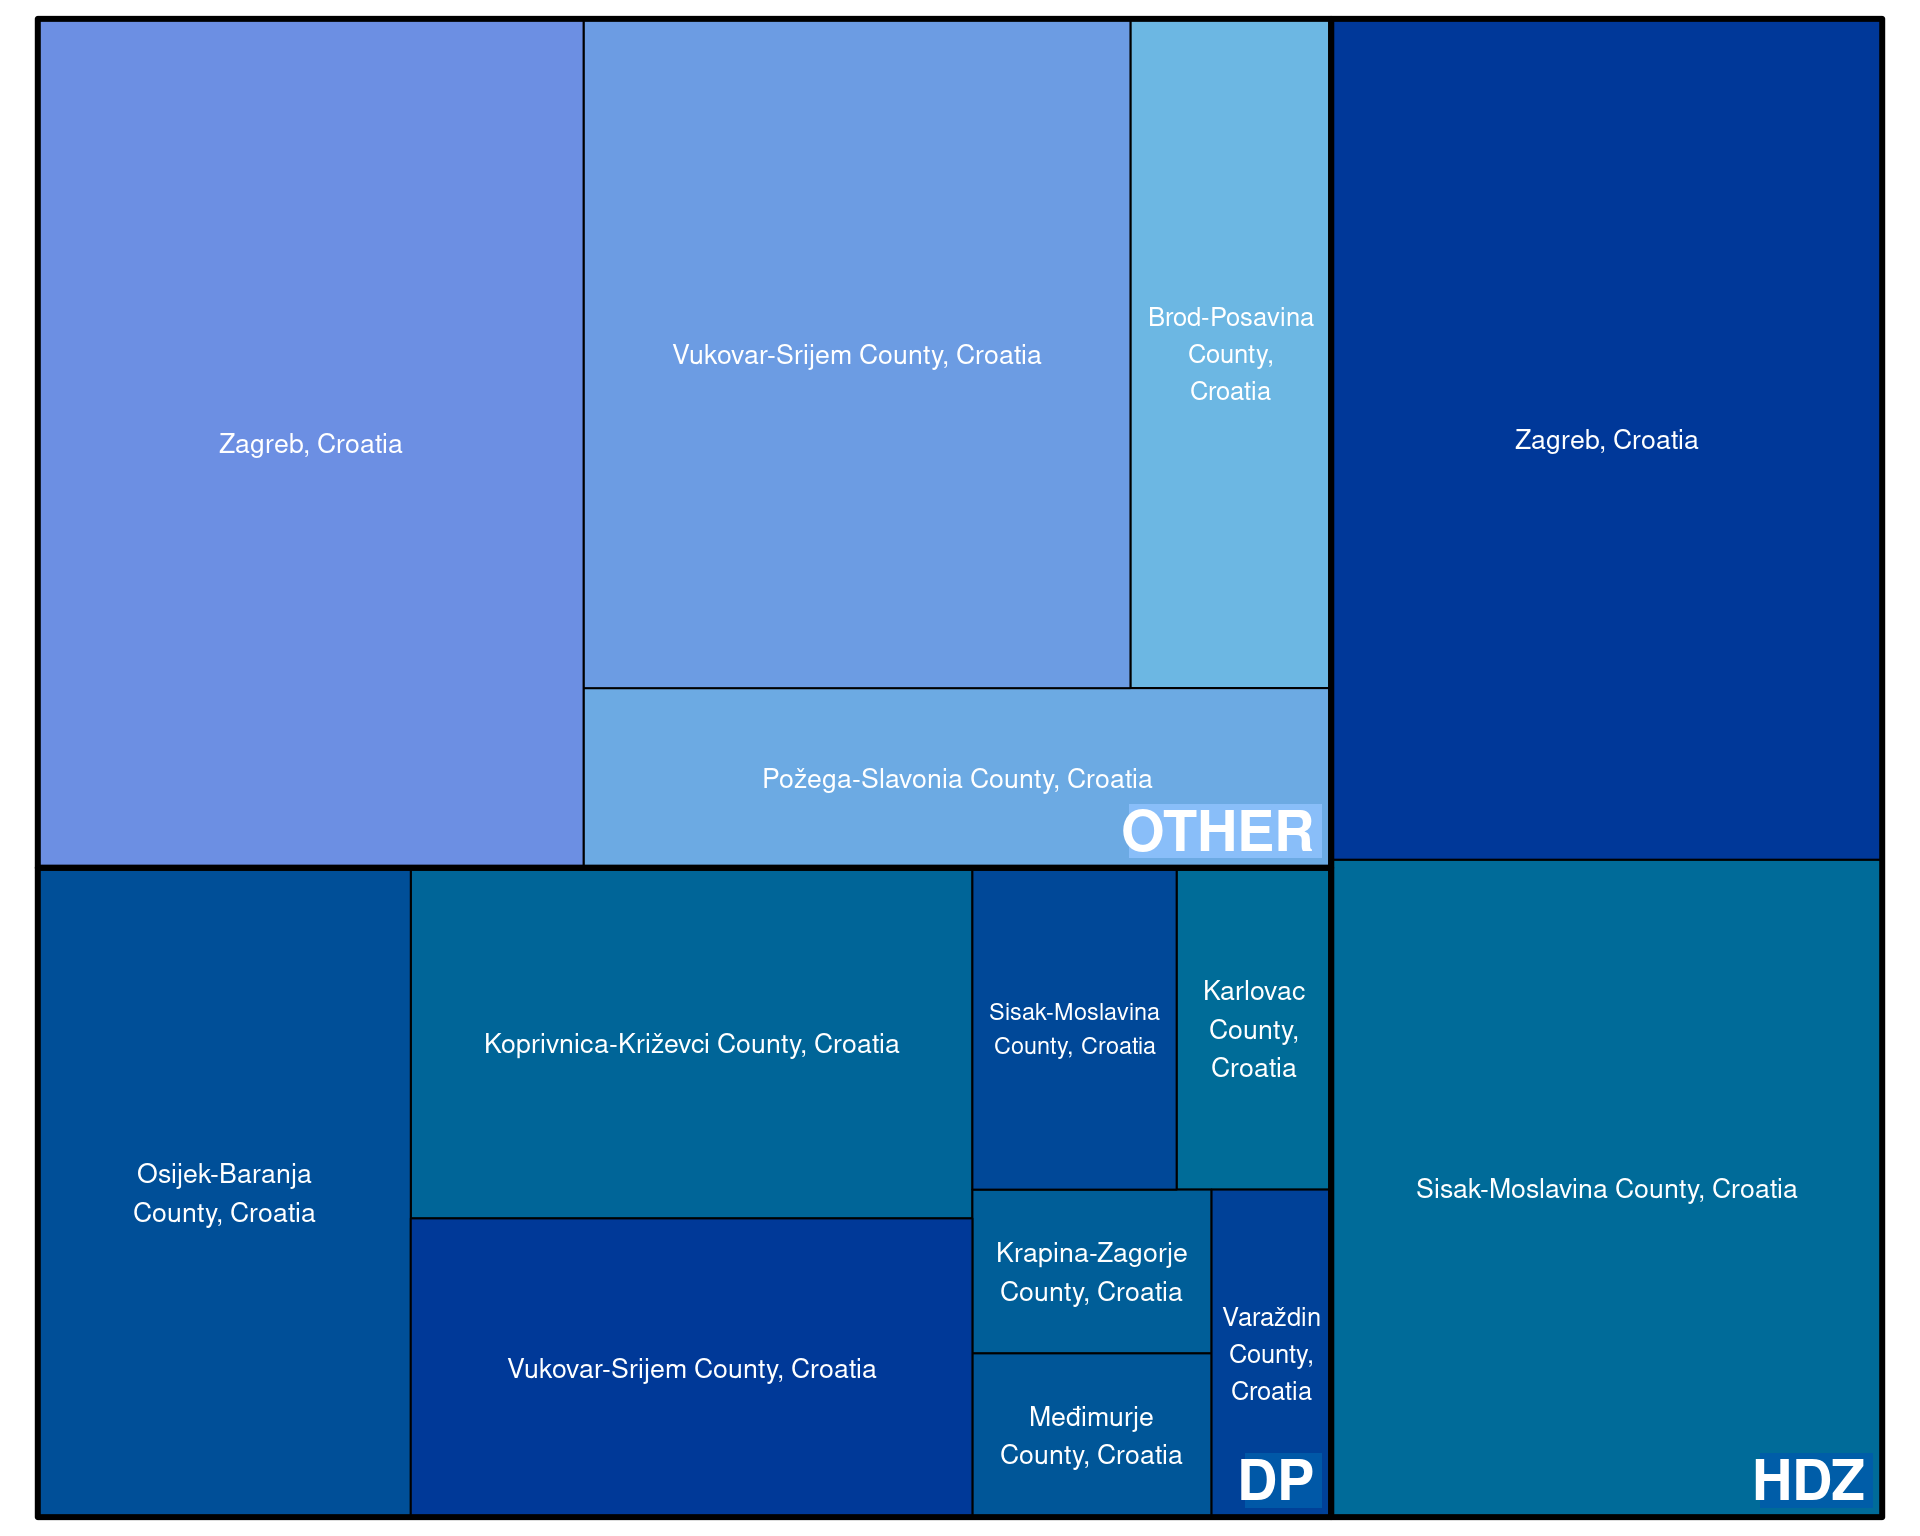 Zagreb, Croatia
Vukovar-Srijem County, Croatia
Brod-Posavina
County,
Croatia
Požega-Slavonia County, Croatia
OTHER
Zagreb, Croatia
Sisak-Moslavina County, Croatia
HDZ
Osijek-Baranja
County, Croatia
Koprivnica-Križevci County, Croatia
Vukovar-Srijem County, Croatia
Sisak-Moslavina
County, Croatia
Karlovac
County,
Croatia
Krapina-Zagorje
County, Croatia
Međimurje
County, Croatia
Varaždin
County,
Croatia
DP